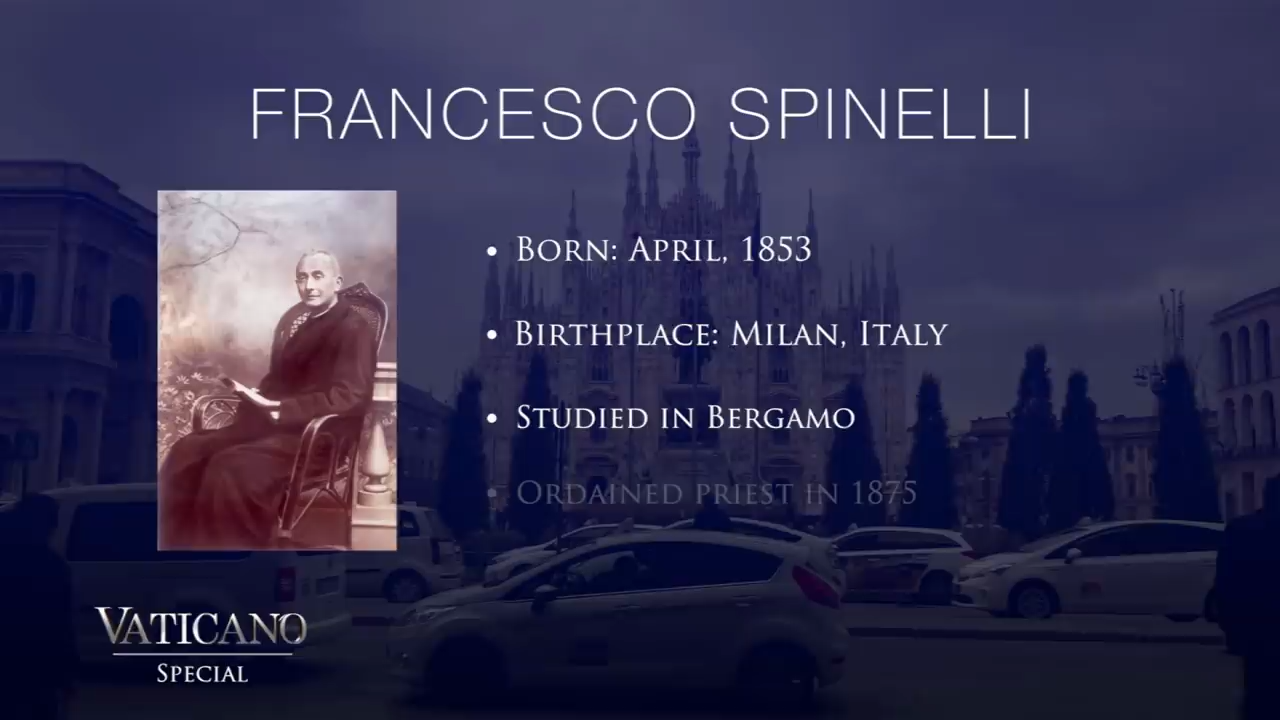 FRANCESCO SPINELLI
• BORN: APRIL, 1853
• BIRTHPLACE: MILAN, ITALY
• STUDIED IN BERGAMO
• ORDAINED PRIEST IN 1875
VATICANO
SPECIAL